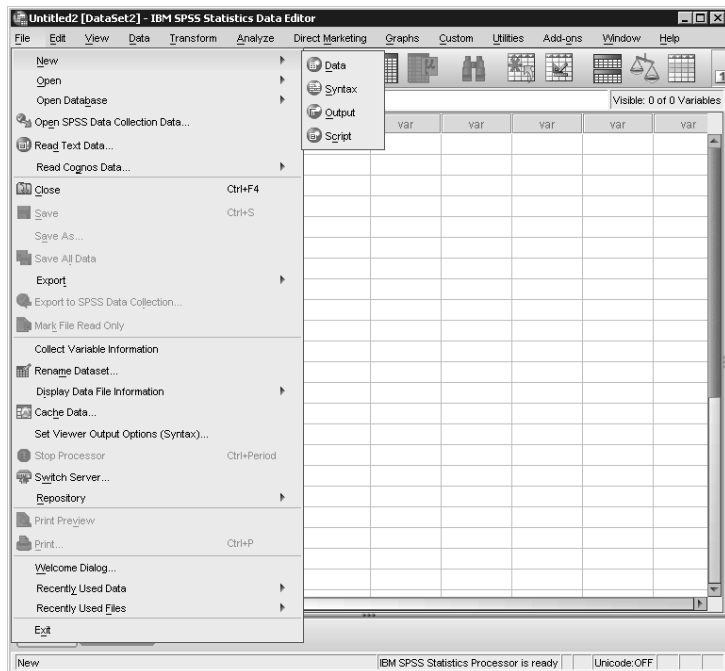 Untitled2 [DataSet2] - IBM SPSS Statistics Data Editor
File Edit View Data Transform Analyze Direct Marketing Graphs Custom Utilities Add-ons Window Help
New
Open
Open Database
Open SPSS Data Collection Data...
Read Text Data...
Read Cognos Data...
Close Ctrl+F4
Save Ctrl+S
Save As...
Save All Data
Export
Export to SPSS Data Collection...
Mark File Read Only
Collect Variable Information
Rename Dataset...
Display Data File Information
Cache Data...
Set Viewer Output Options (Syntax)...
Stop Processor Ctrl+Period
Switch Server...
Repository
Print Preview
Print... Ctrl+P
Welcome Dialog...
Recently Used Data
Recently Used Files
Exit
Data
Syntax
Output
Script
1
Visible: 0 of 0 Variables
var var var var var
New IBM SPSS Statistics Processor is ready Unicode:OFF